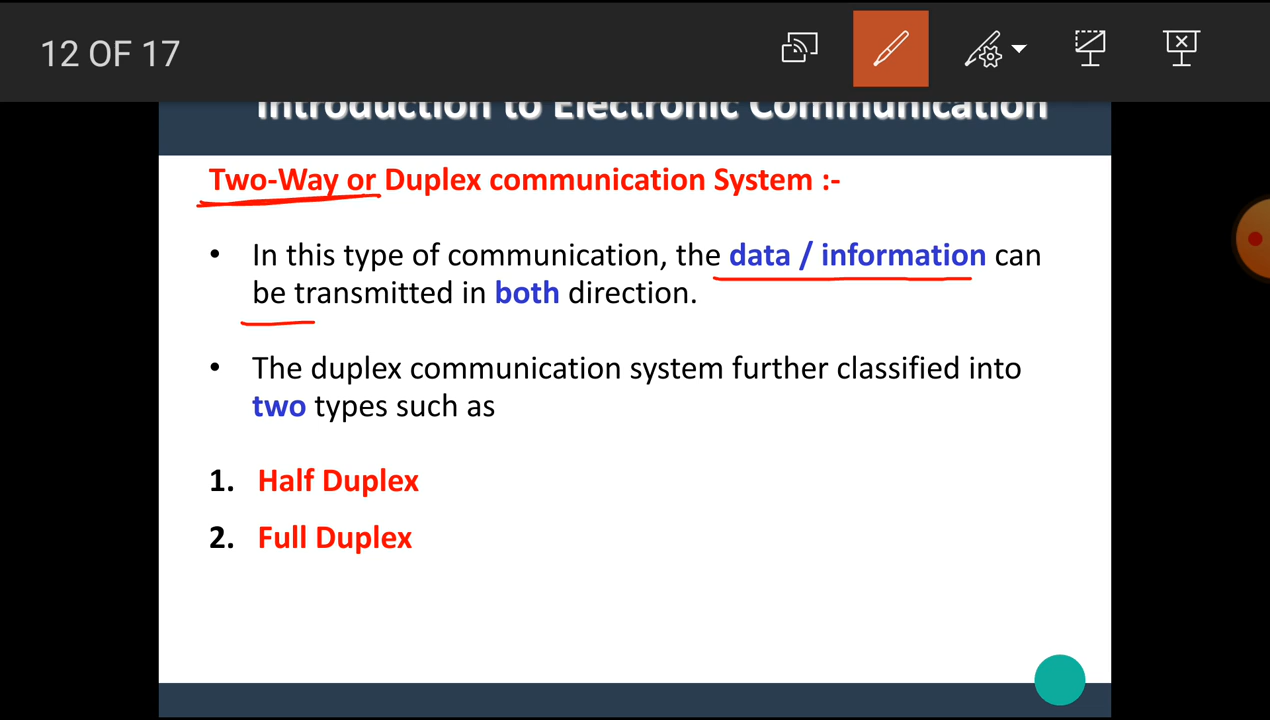 12 OF 17
Introduction to Electronic Communication
Two-Way or Duplex communication System :-
• In this type of communication, the data / information can
be transmitted in both direction.
• The duplex communication system further classified into
two types such as
1. Half Duplex
2. Full Duplex